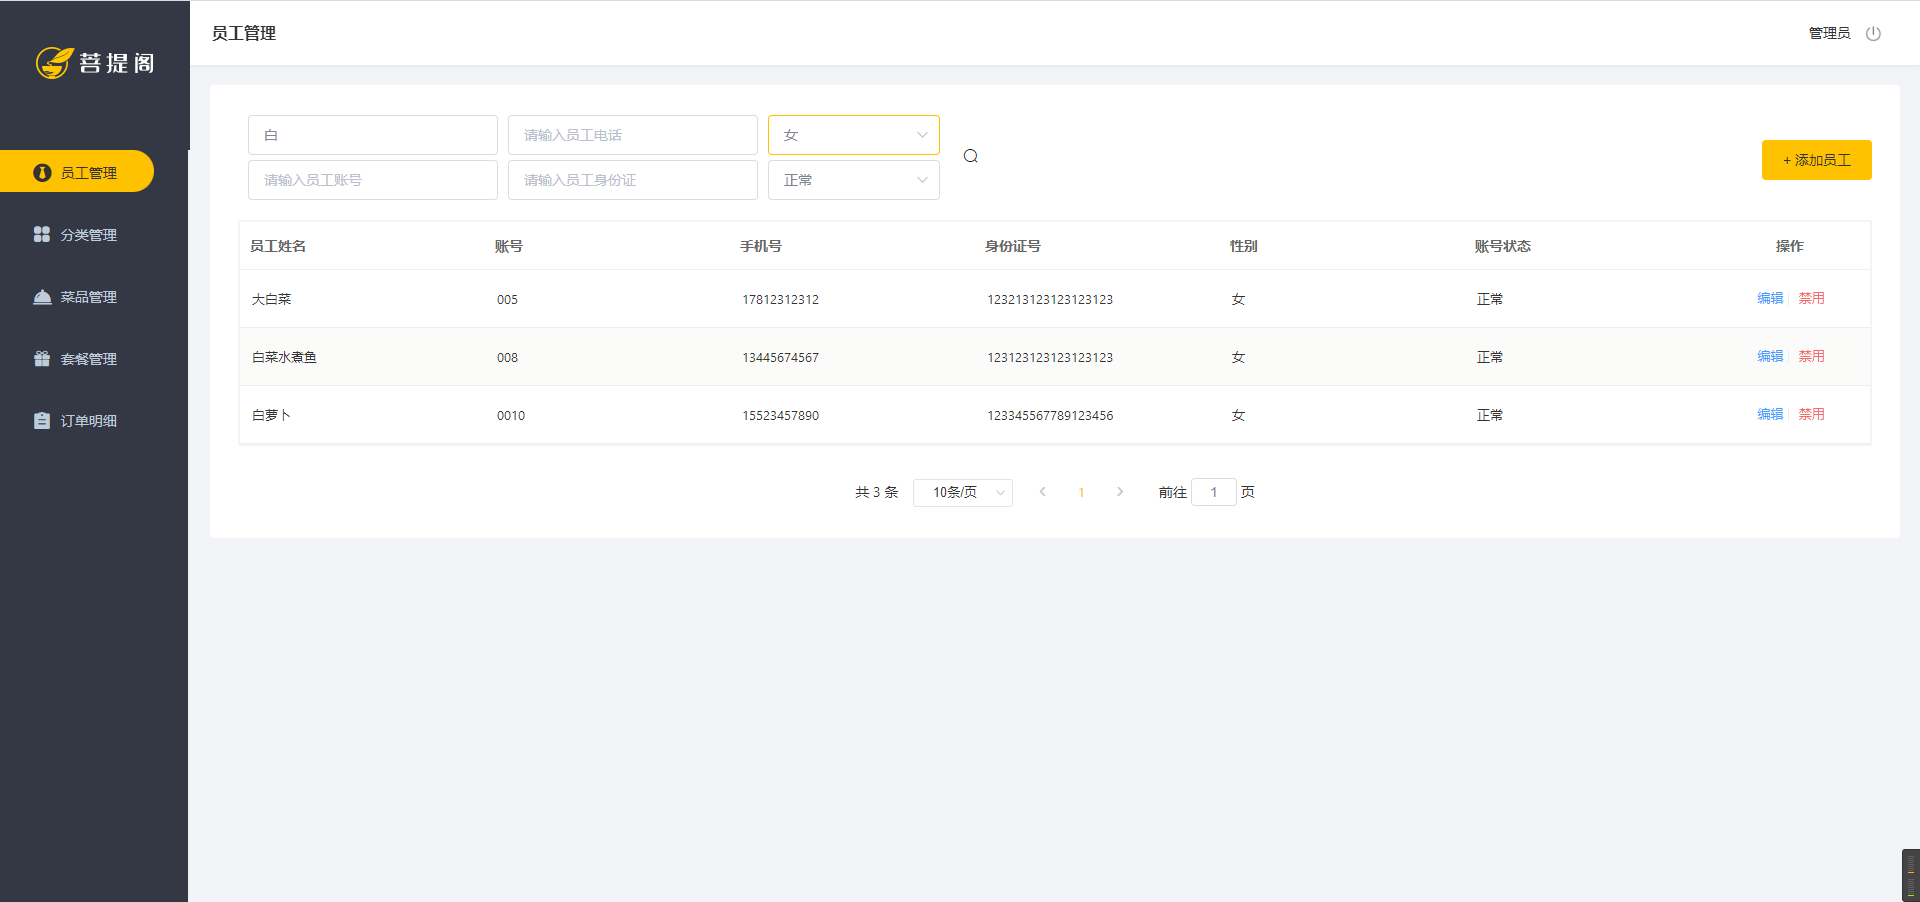 菩提阁
员工管理
管理员
员工管理
分类管理
菜品管理
套餐管理
订单明细
白 请输入员工电话 女
请输入员工账号 请输入员工身份证 正常
+ 添加员工
员工姓名 账号 手机号 身份证号 性别 账号状态 操作
大白菜 005 17812312312 123213123123123123 女 正常 编辑 禁用
白菜水煮鱼 008 13445674567 123123123123123123 女 正常 编辑 禁用
白萝卜 0010 15523457890 123345567789123456 女 正常 编辑 禁用
共 3 条 10条/页 1 前往 1 页